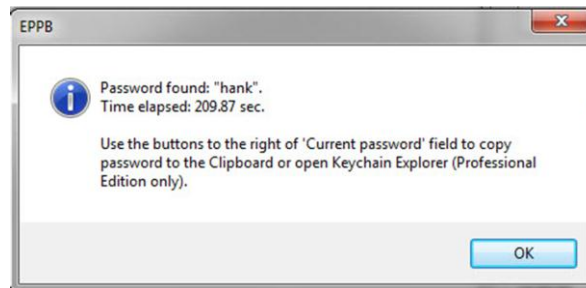 EPPB
Password found: "hank".
Time elapsed: 209.87 sec.
Use the buttons to the right of 'Current password' field to copy
password to the Clipboard or open Keychain Explorer (Professional
Edition only).
OK